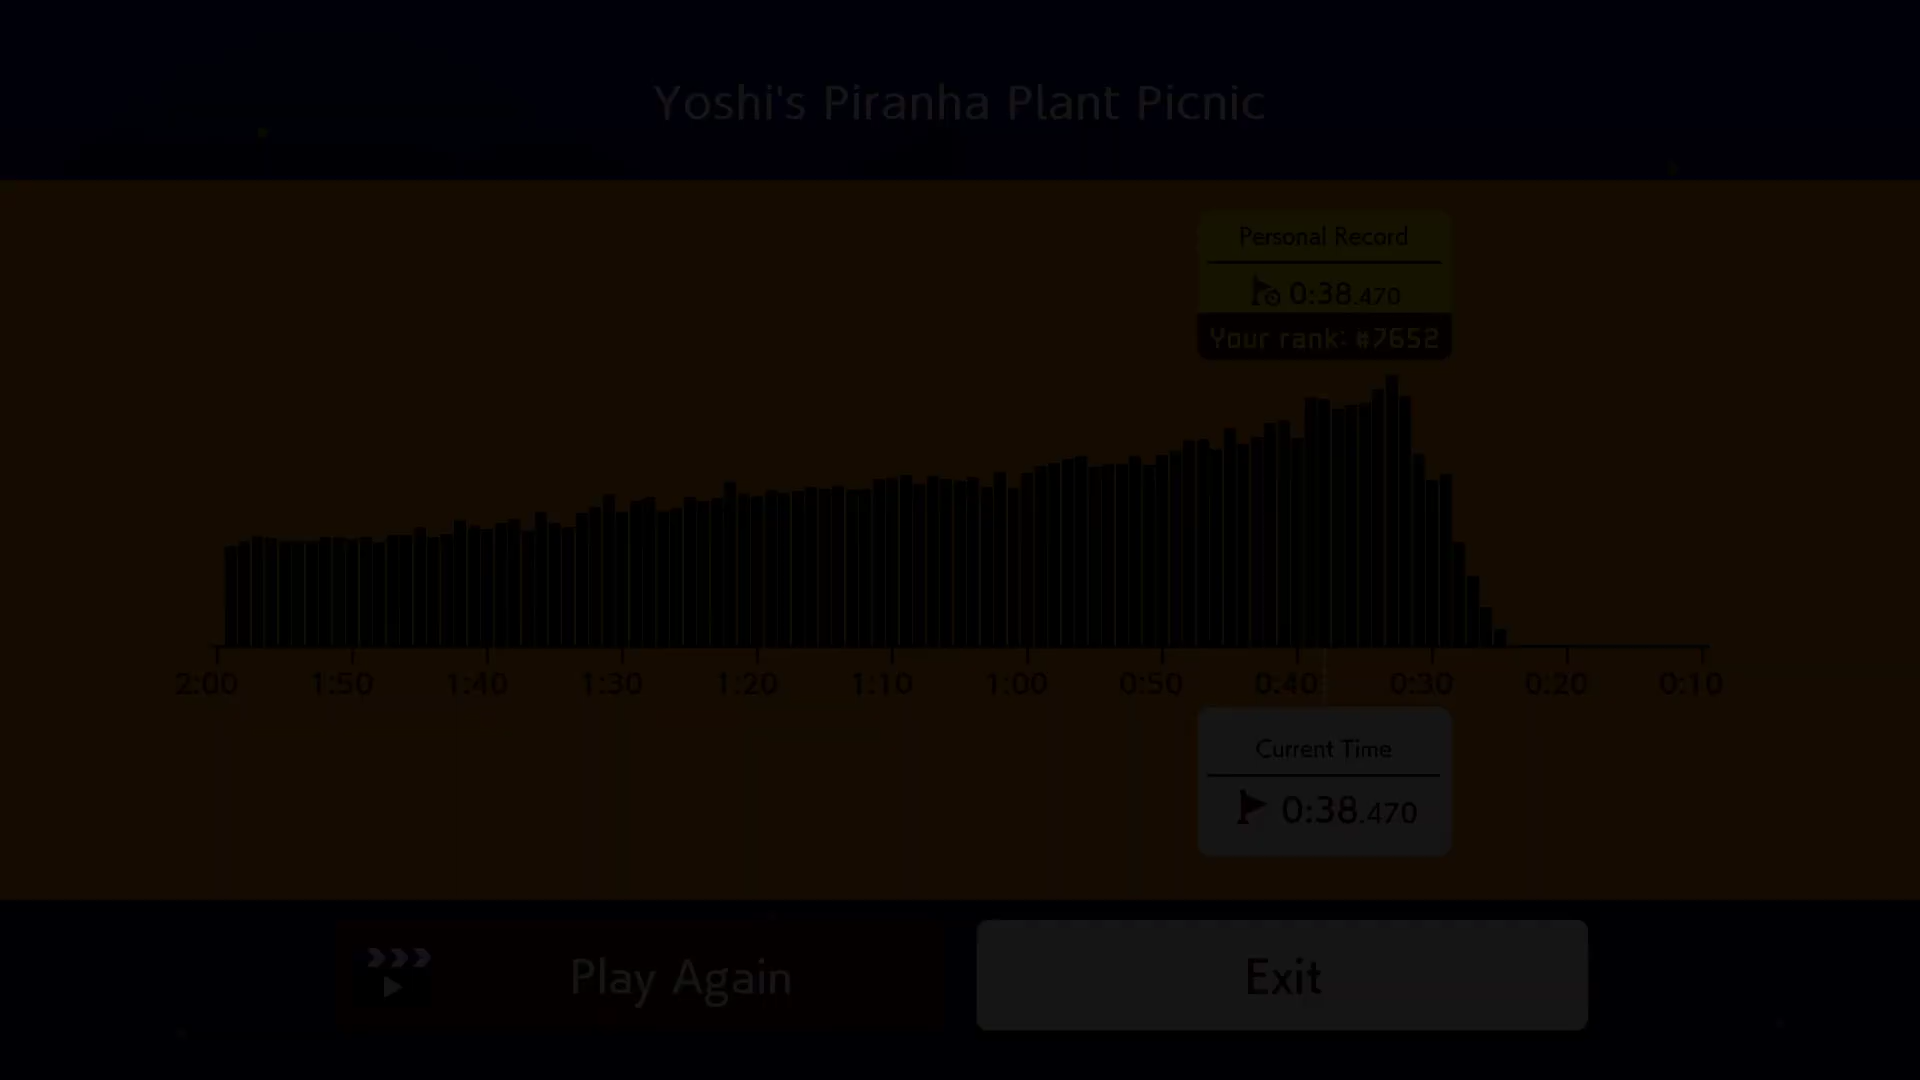 Yoshi's Piranha Plant Picnic
Personal Record
0:38.470
Your rank: #7652
2:00 1:50 1:40 1:30 1:20 1:10 1:00 0:50 0:40 0:30 0:20 0:10
Current Time
0:38.470
Play Again
Exit